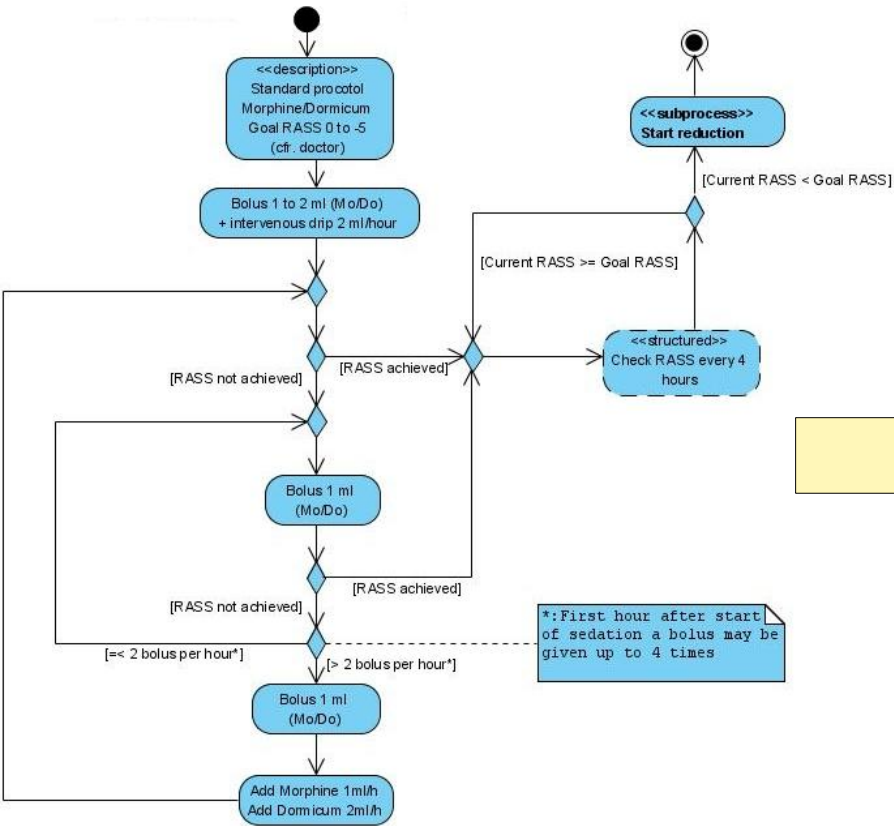 <<description>>
Standard procotol
Morphine/Dormicum
Goal RASS 0 to -5
(cfr. doctor)
<<subprocess>>
Start reduction
[Current RASS < Goal RASS]
Bolus 1 to 2 ml (Mo/Do)
+ intervenous drip 2 ml/hour
[Current RASS >= Goal RASS]
<<structured>>
Check RASS every 4
hours
[RASS achieved]
[RASS not achieved]
Bolus 1 ml
(Mo/Do)
[RASS achieved]
[RASS not achieved]
*:First hour after start
of sedation a bolus may be
given up to 4 times
[=< 2 bolus per hour*]
[> 2 bolus per hour*]
Bolus 1 ml
(Mo/Do)
Add Morphine 1ml/h
Add Dormicum 2ml/h